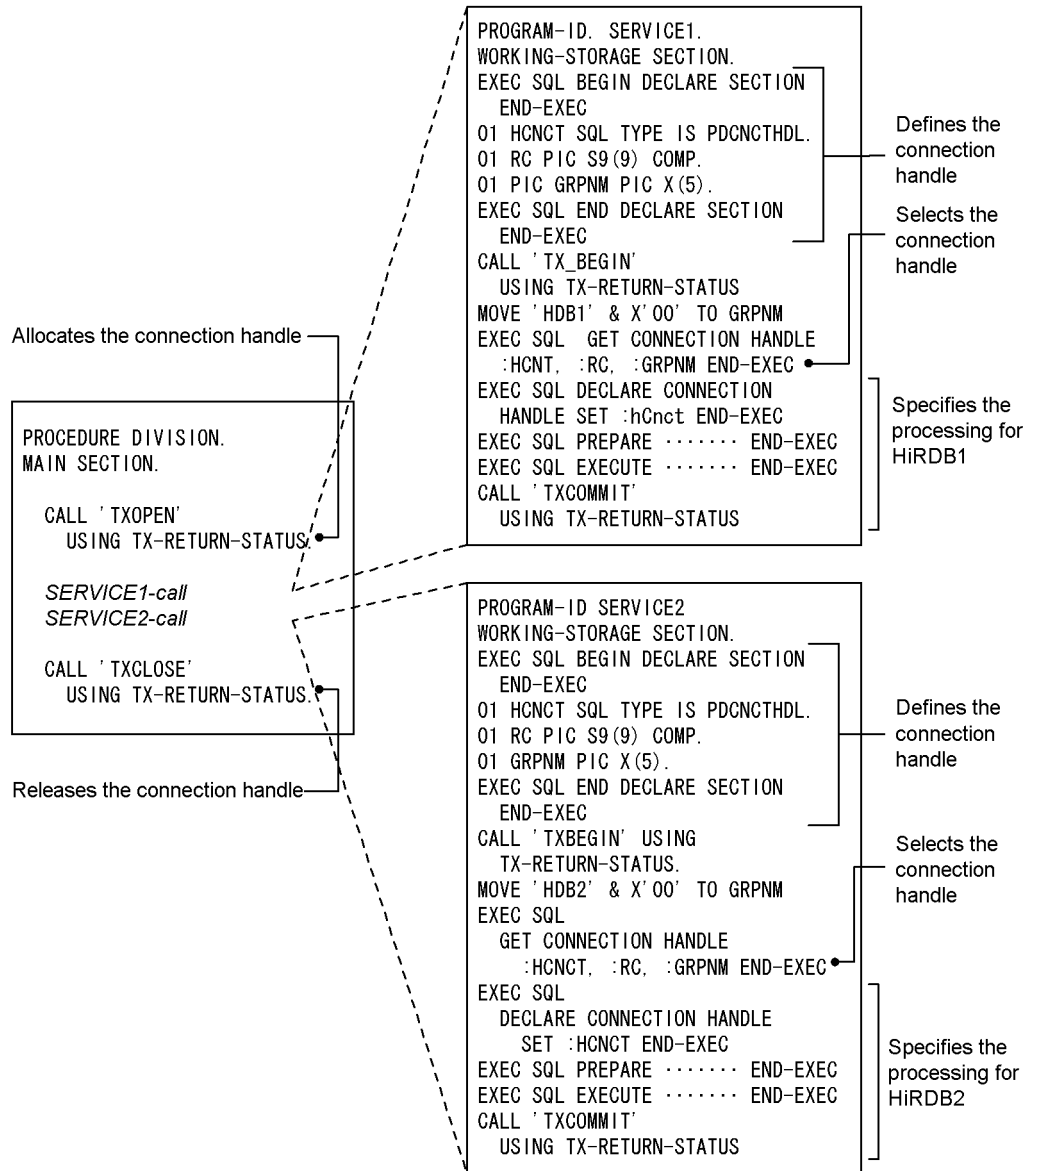 Allocates the connection handle
PROCEDURE DIVISION.
MAIN SECTION.
CALL 'TXOPEN'
USING TX-RETURN-STATUS.
SERVICE1-call
SERVICE2-call
CALL 'TXCLOSE'
USING TX-RETURN-STATUS.
Releases the connection handle
PROGRAM-ID. SERVICE1.
WORKING-STORAGE SECTION.
EXEC SQL BEGIN DECLARE SECTION
END-EXEC
01 HCNCT SQL TYPE IS PDCNCTHDL.
01 RC PIC S9(9) COMP.
01 PIC GRPNM PIC X(5).
EXEC SQL END DECLARE SECTION
END-EXEC
CALL 'TX_BEGIN'
USING TX-RETURN-STATUS
MOVE 'HDB1' & X'00' TO GRPNM
EXEC SQL GET CONNECTION HANDLE
:HCNT, :RC, :GRPNM END-EXEC
EXEC SQL DECLARE CONNECTION
HANDLE SET :hCnct END-EXEC
EXEC SQL PREPARE ······· END-EXEC
EXEC SQL EXECUTE ······· END-EXEC
CALL 'TXCOMMIT'
USING TX-RETURN-STATUS
Defines the
connection
handle
Selects the
connection
handle
Specifies the
processing for
HiRDB1
PROGRAM-ID SERVICE2
WORKING-STORAGE SECTION.
EXEC SQL BEGIN DECLARE SECTION
END-EXEC
01 HCNCT SQL TYPE IS PDCNCTHDL.
01 RC PIC S9(9) COMP.
01 GRPNM PIC X(5).
EXEC SQL END DECLARE SECTION
END-EXEC
CALL 'TXBEGIN' USING
TX-RETURN-STATUS.
MOVE 'HDB2' & X'00' TO GRPNM
EXEC SQL
GET CONNECTION HANDLE
:HCNCT, :RC, :GRPNM END-EXEC
EXEC SQL
DECLARE CONNECTION HANDLE
SET :HCNCT END-EXEC
EXEC SQL PREPARE ······· END-EXEC
EXEC SQL EXECUTE ······· END-EXEC
CALL 'TXCOMMIT'
USING TX-RETURN-STATUS
Defines the
connection
handle
Selects the
connection
handle
Specifies the
processing for
HiRDB2